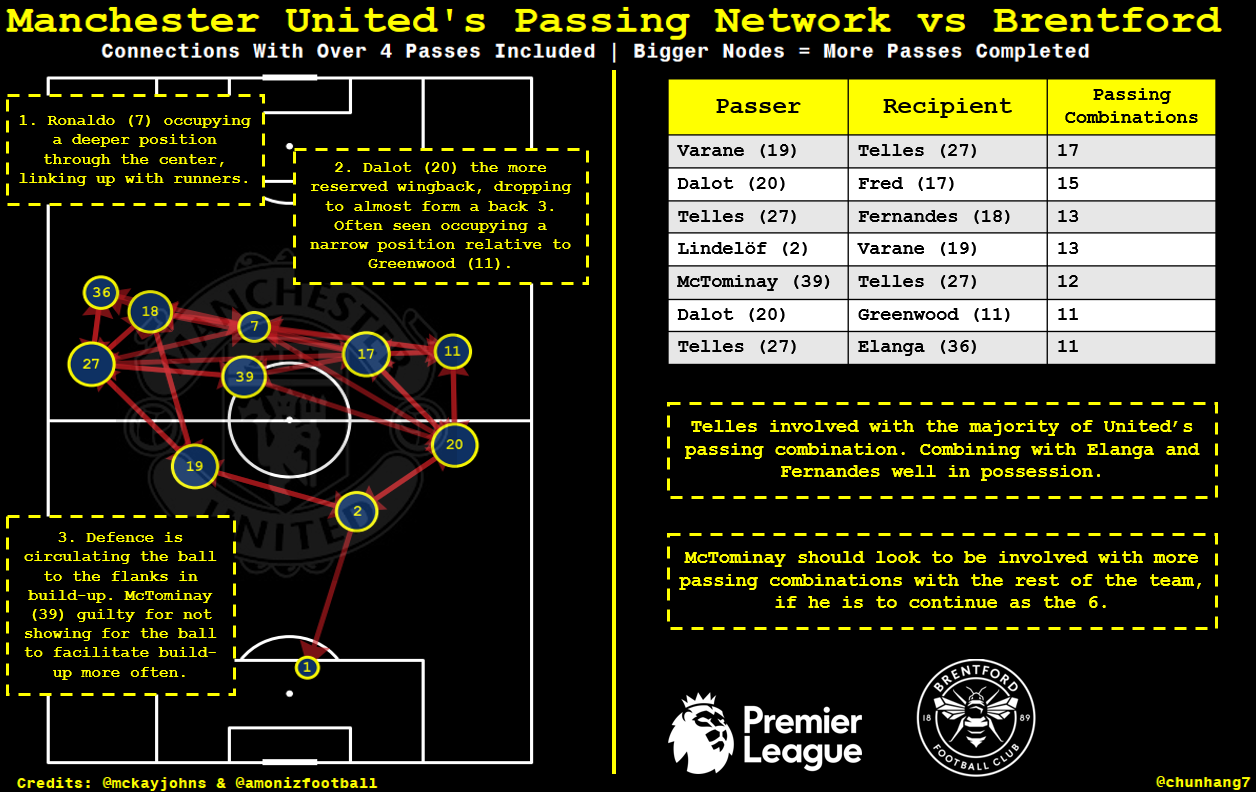 Manchester United's Passing Network vs Brentford
Connections With Over 4 Passes Included | Bigger Nodes = More Passes Completed
1. Ronaldo (7) occupying
a deeper position
through the center,
linking up with runners.
2. Dalot (20) the more
reserved wingback, dropping
to almost form a back 3.
Often seen occupying a
narrow position relative to
Greenwood (11).
MANCHESTER
UNITED
36
18
7
27
39
17
11
19
20
2
1
3. Defence is
circulating the ball
to the flanks in
build-up. McTominay
(39) guilty for not
showing for the ball
to facilitate build-
up more often.
Credits: @mckayjohns & @amonizfootball
Passer Recipient Passing Combinations
Varane (19) Telles (27) 17
Dalot (20) Fred (17) 15
Telles (27) Fernandes (18) 13
Lindelöf (2) Varane (19) 13
McTominay (39) Telles (27) 12
Dalot (20) Greenwood (11) 11
Telles (27) Elanga (36) 11
Telles involved with the majority of United’s
passing combination. Combining with Elanga and
Fernandes well in possession.
McTominay should look to be involved with more
passing combinations with the rest of the team,
if he is to continue as the 6.
Premier
League
BRENTFORD
18 89
FOOTBALL CLUB
@chunhang7